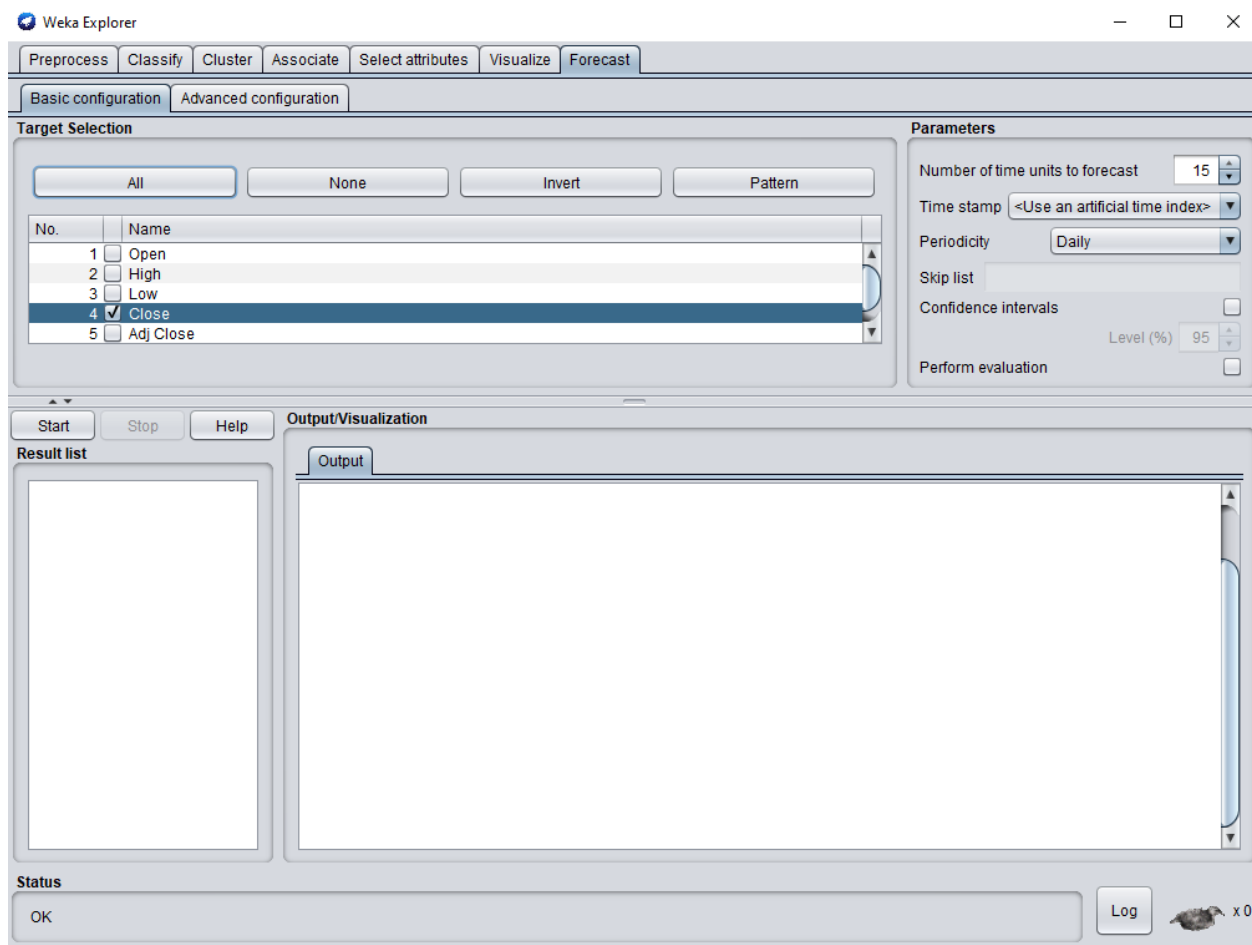 Weka Explorer
Preprocess Classify Cluster Associate Select attributes Visualize Forecast
Basic configuration Advanced configuration
Target Selection
All None Invert Pattern
No. Name
1 Open
2 High
3 Low
4 Close
5 Adj Close
Parameters
Number of time units to forecast 15
Time stamp <Use an artificial time index>
Periodicity Daily
Skip list
Confidence intervals
Level (%) 95
Perform evaluation
Start Stop Help
Result list
Output/Visualization
Output
Status
OK
Log x 0